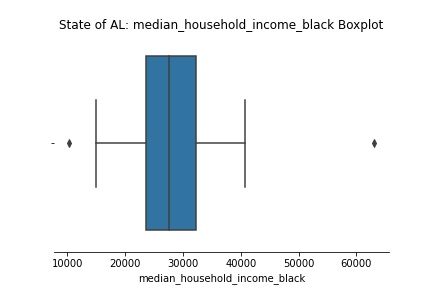 State of AL: median_household_income_black Boxplot
10000 20000 30000 40000 50000 60000
median_household_income_black